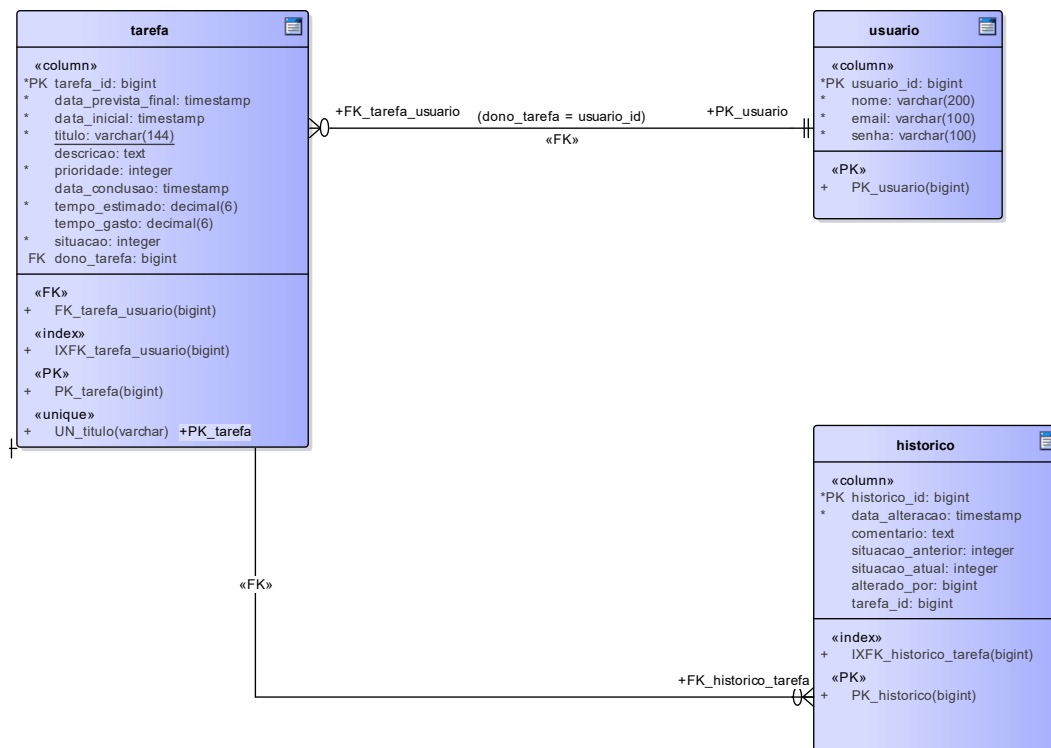 tarefa
«column»
*PK tarefa_id: bigint
* data_prevista_final: timestamp
* data_inicial: timestamp
* titulo: varchar(144)
descricao: text
* prioridade: integer
data_conclusao: timestamp
* tempo_estimado: decimal(6)
tempo_gasto: decimal(6)
* situacao: integer
FK dono_tarefa: bigint
«FK»
+ FK_tarefa_usuario(bigint)
«index»
+ IXFK_tarefa_usuario(bigint)
«PK»
+ PK_tarefa(bigint)
«unique»
+ UN_titulo(varchar) +PK_tarefa
+FK_tarefa_usuario (dono_tarefa = usuario_id) +PK_usuario
«FK»
usuario
«column»
*PK usuario_id: bigint
* nome: varchar(200)
* email: varchar(100)
* senha: varchar(100)
«PK»
+ PK_usuario(bigint)
«FK»
+FK_historico_tarefa
historico
«column»
*PK historico_id: bigint
* data_alteracao: timestamp
comentario: text
situacao_anterior: integer
situacao_atual: integer
alterado_por: bigint
tarefa_id: bigint
«index»
+ IXFK_historico_tarefa(bigint)
«PK»
+ PK_historico(bigint)